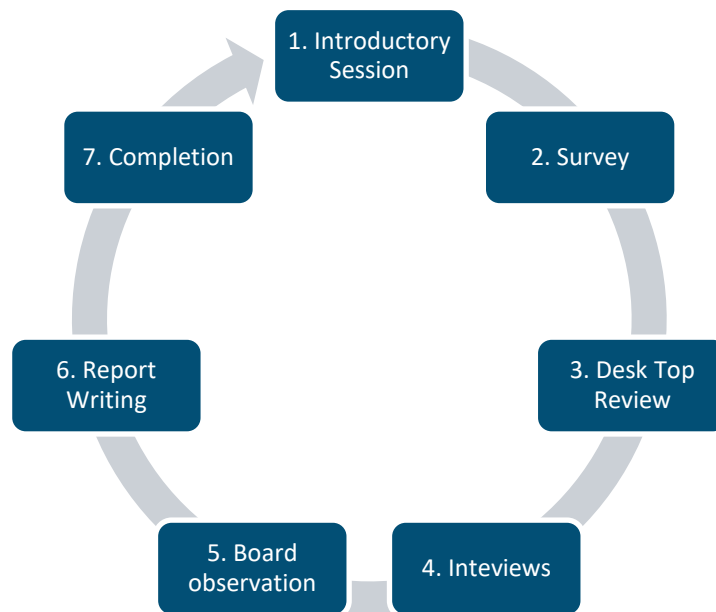 1. Introductory
Session
2. Survey
3. Desk Top
Review
4. Inteviews
5. Board
observation
6. Report
Writing
7. Completion